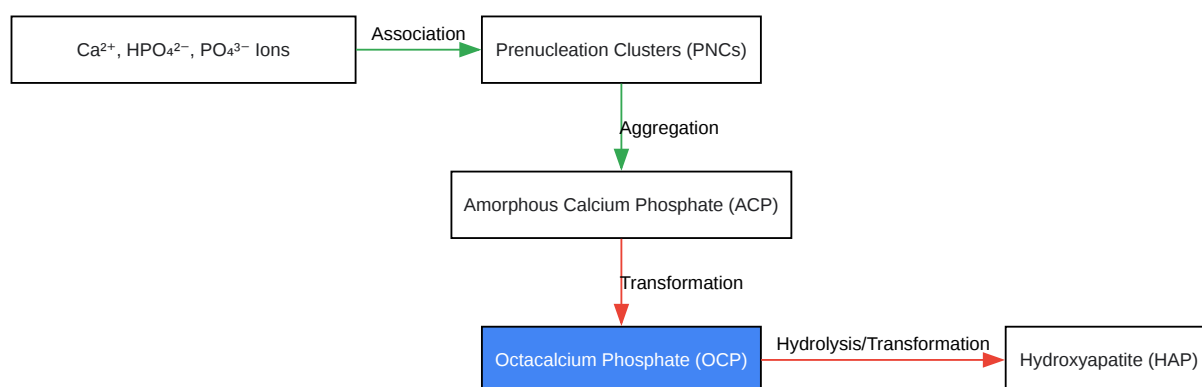 Ca²⁺, HPO₄²⁻, PO₄³⁻ Ions
Association
Prenucleation Clusters (PNCs)
Aggregation
Amorphous Calcium Phosphate (ACP)
Transformation
Octacalcium Phosphate (OCP)
Hydrolysis/Transformation
Hydroxyapatite (HAP)